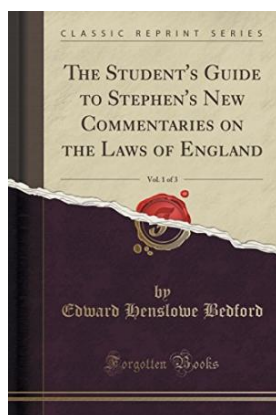 CLASSIC REPRINT SERIES
THE STUDENT'S GUIDE
TO STEPHEN'S NEW
COMMENTARIES ON
THE LAWS OF ENGLAND
Vol. 1 of 3
by
Edward Henslowe Bedford
Forgotten Books